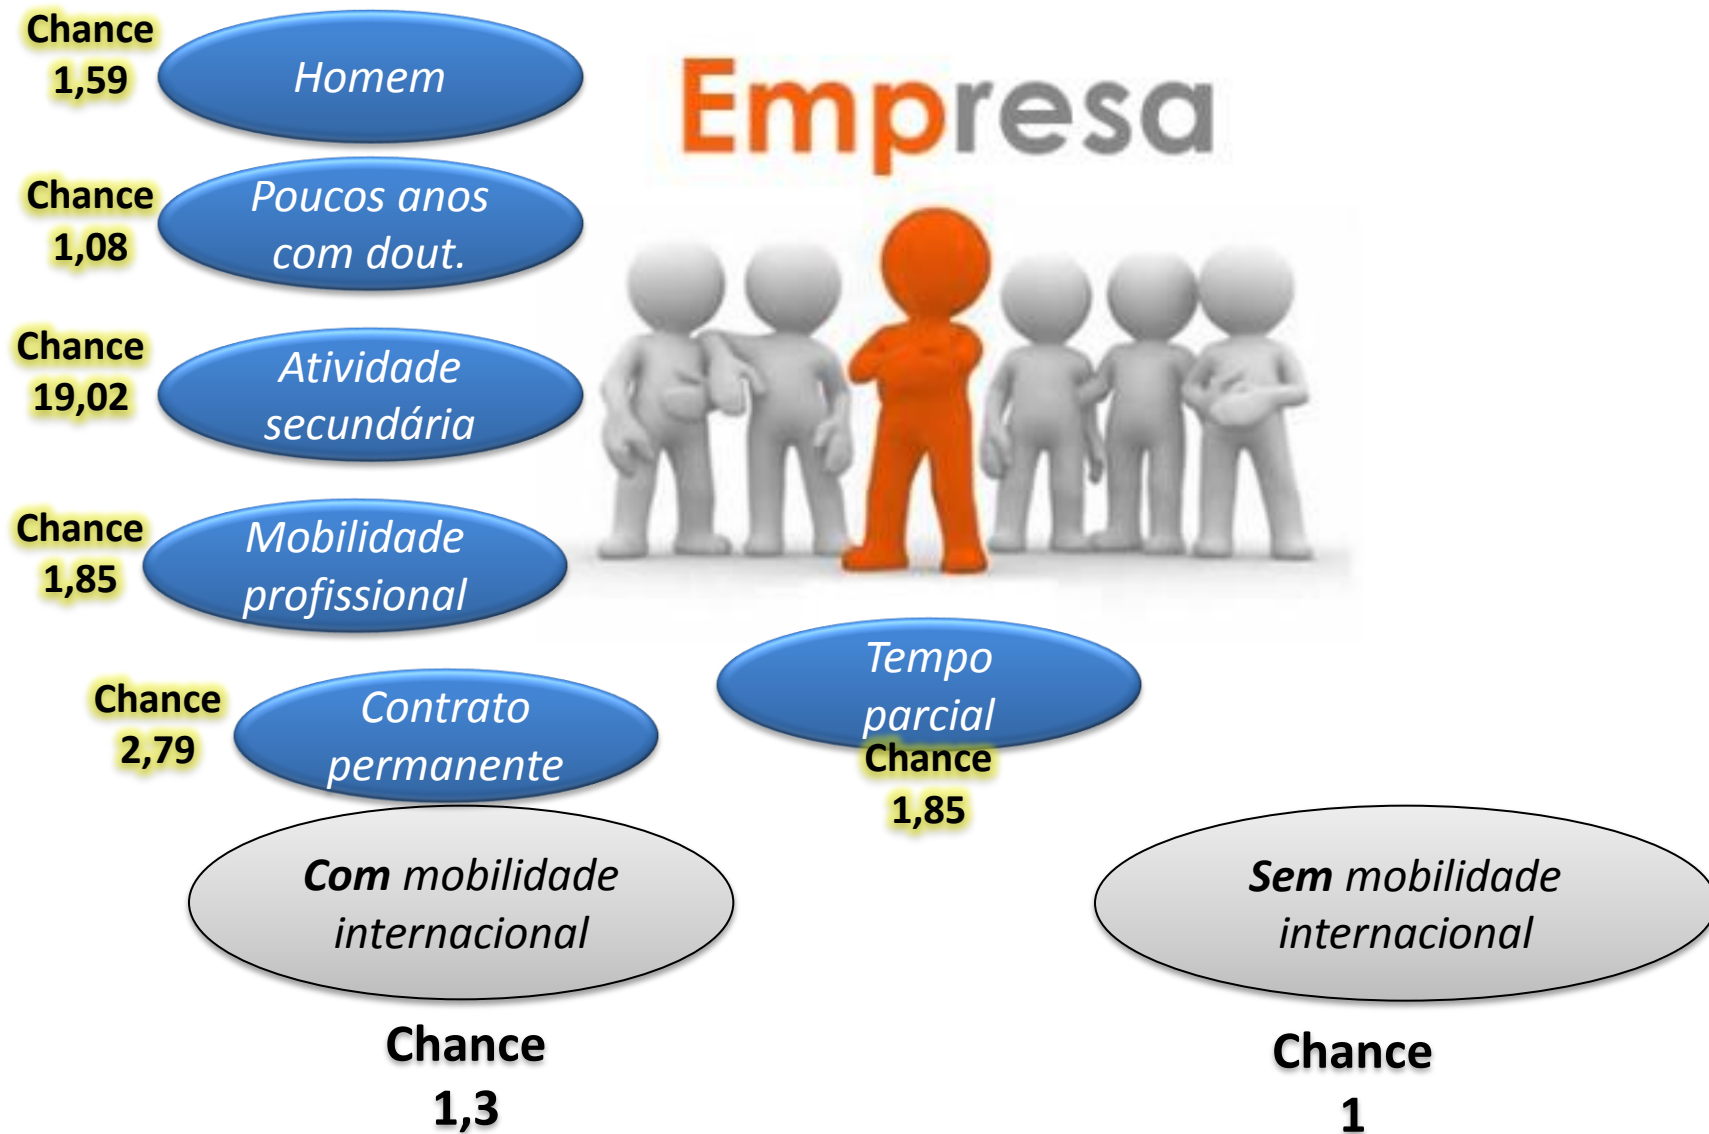 Chance
1,59
Homem
Empresa
Chance
1,08
Poucos anos
com dout.
Chance
19,02
Atividade
secundária
Chance
1,85
Mobilidade
profissional
Chance
2,79
Contrato
permanente
Tempo
parcial
Chance
1,85
Com mobilidade
internacional
Chance
1,3
Sem mobilidade
internacional
Chance
1